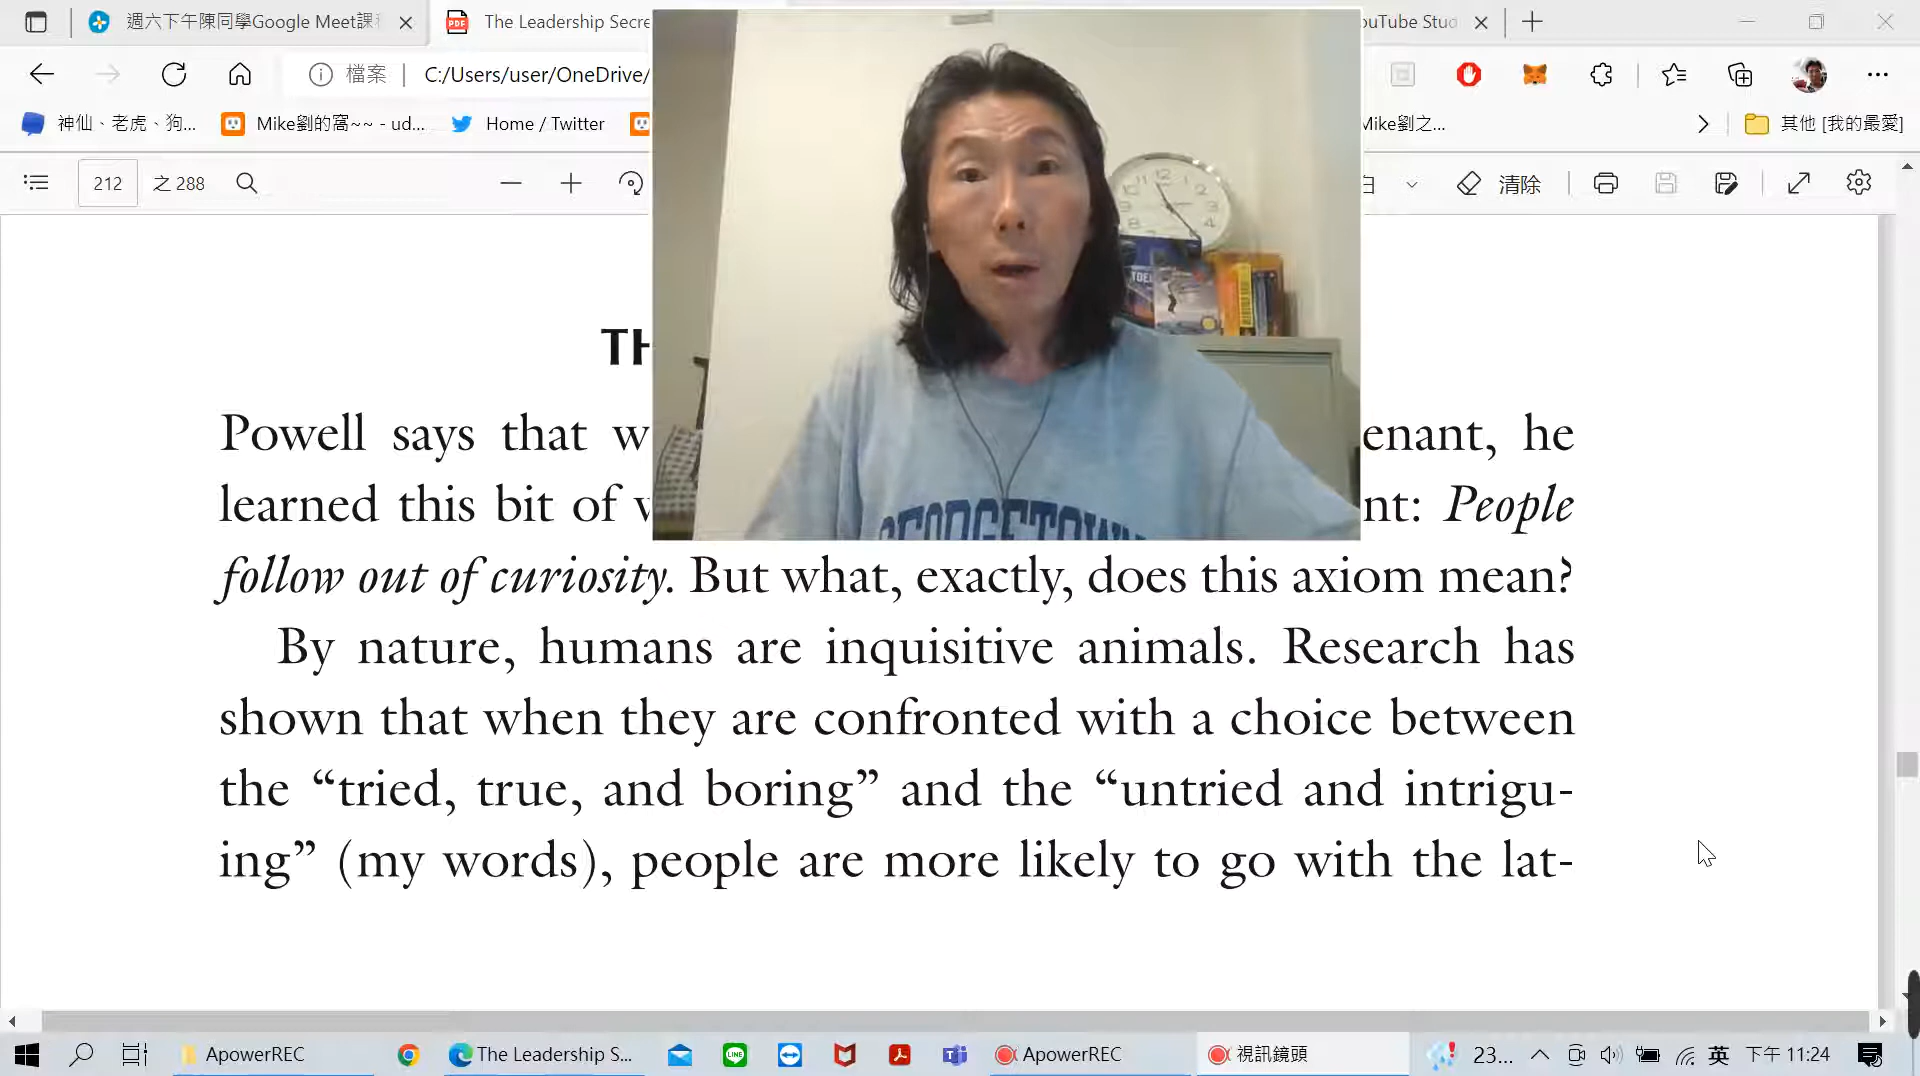 週六下午陳同學Google Meet課
The Leadership Secre
ouTube Stud
檔案
C:/Users/user/OneDrive/
神仙、老虎、狗...
Mike劉的窩~~ - ud...
Home / Twitter
Mike劉之...
其他 [我的最愛]
212
之 288
清除
TH
Powell says that w
enant, he
learned this bit of
nt: People
follow out of curiosity. But what, exactly, does this axiom mean?
By nature, humans are inquisitive animals. Research has
shown that when they are confronted with a choice between
the “tried, true, and boring” and the “untried and intrigu-
ing” (my words), people are more likely to go with the lat-
GEORGETOWN
ApowerREC
The Leadership S...
ApowerREC
視訊鏡頭
23...
英
下午 11:24